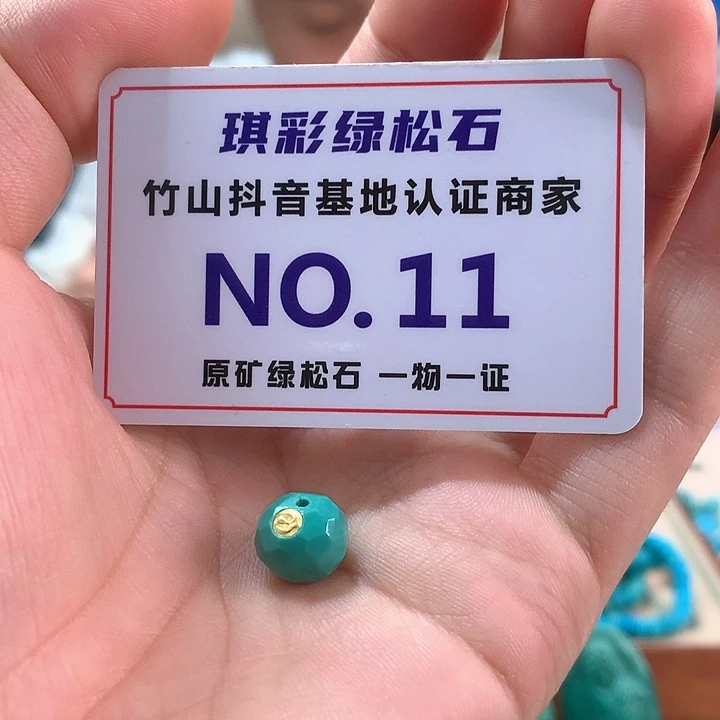 琪彩绿松石
竹山抖音基地认证商家
NO.11
原矿绿松石 一物一证